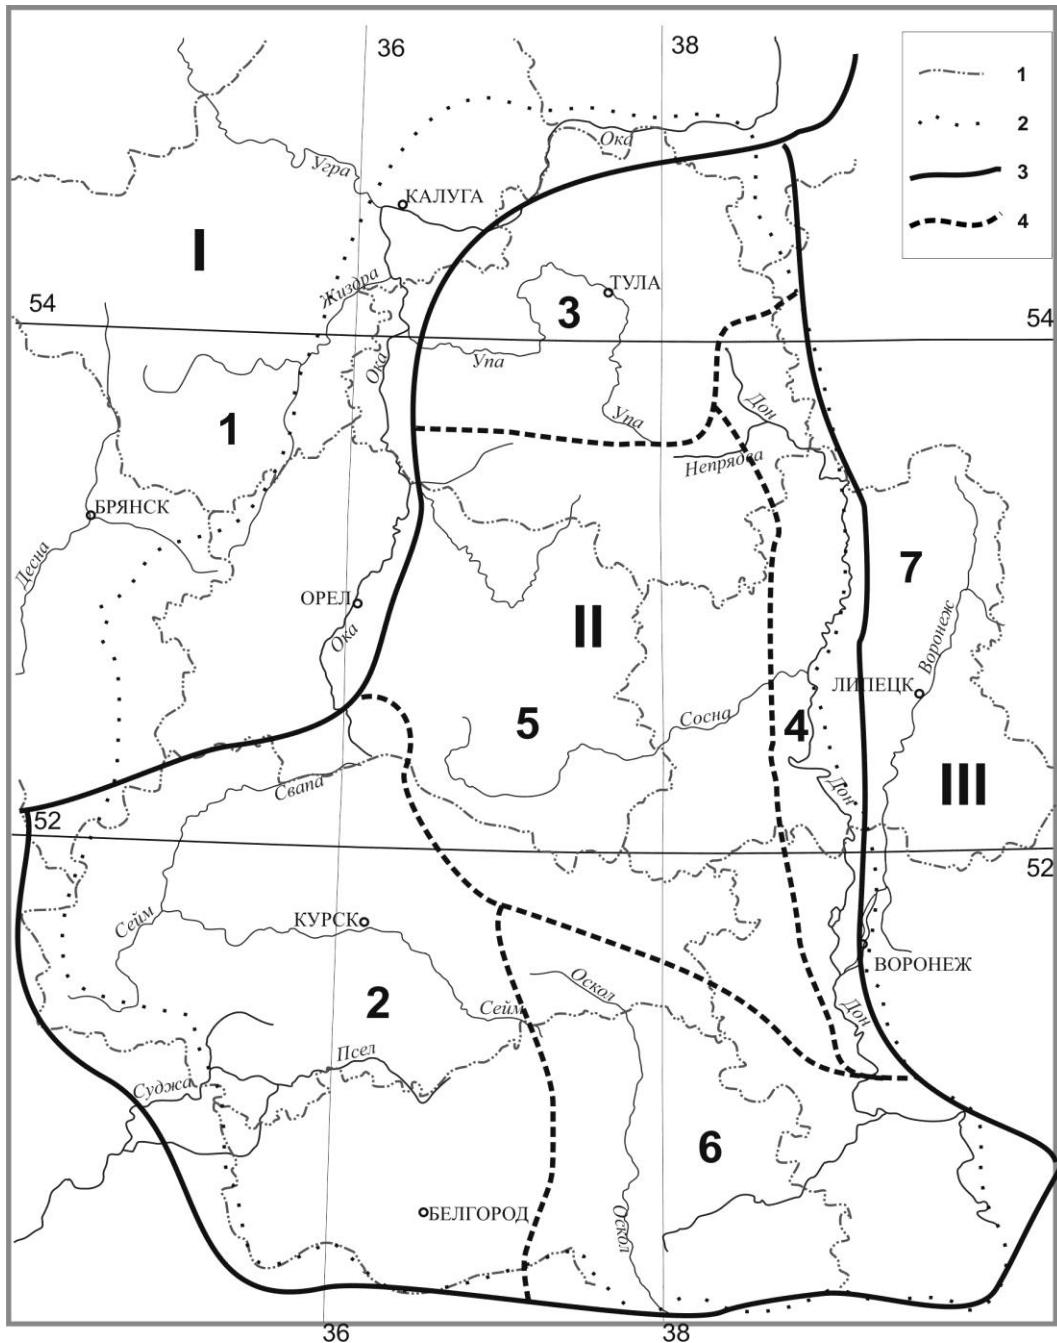 36
38
1
2
3
4
Ока
Угра
КАЛУГА
I
Жиздра
ТУЛА
3
54
54
Упа
Ока
Дон
1
Упа
Непрядва
БРЯНСК
Десна
7
ОРЕЛ
II
Ока
Воронеж
ЛИПЕЦК
5
Сосна
4
III
Свапа
Дон
52
52
Сейм
КУРСК
ВОРОНЕЖ
Оскол
2
Сейм
Дон
Псел
Суджа
6
БЕЛГОРОД
Оскол
36
38